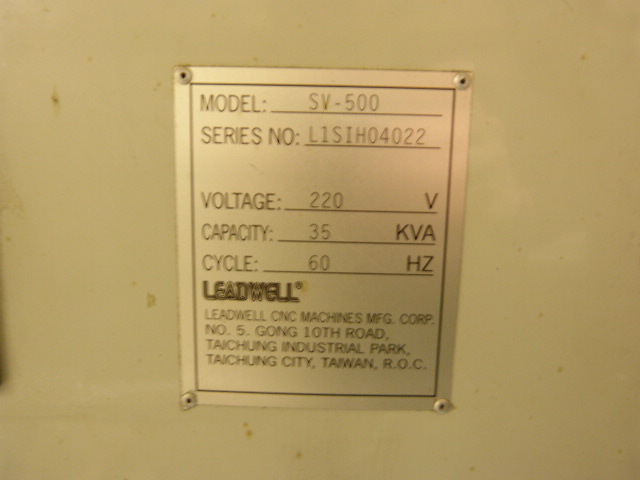 MODEL: SV-500
SERIES NO: L1SIH04022
VOLTAGE: 220 V
CAPACITY: 35 KVA
CYCLE: 60 HZ
LEADWELL®
LEADWELL CNC MACHINES MFG. CORP.
NO. 5. GONG 10TH ROAD,
TAICHUNG INDUSTRIAL PARK,
TAICHUNG CITY, TAIWAN, R.O.C.